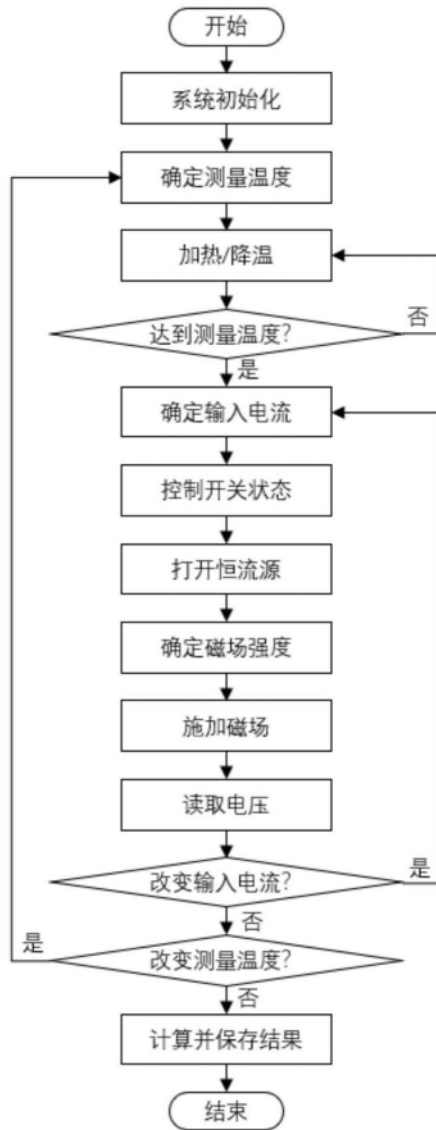 开始
系统初始化
确定测量温度
加热/降温
达到测量温度?
否
是
确定输入电流
控制开关状态
打开恒流源
确定磁场强度
施加磁场
读取电压
改变输入电流?
是
否
是
改变测量温度?
否
计算并保存结果
结束